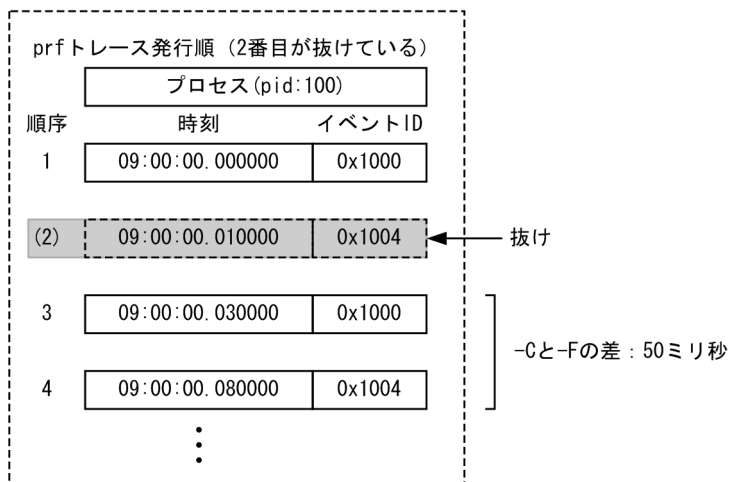 prfトレース発行順（2番目が抜けている）
プロセス(pid:100)
順序 時刻 イベントID
1 09:00:00.000000 0x1000
(2) 09:00:00.010000 0x1004 抜け
3 09:00:00.030000 0x1000
-Cと-Fの差：50ミリ秒
4 09:00:00.080000 0x1004